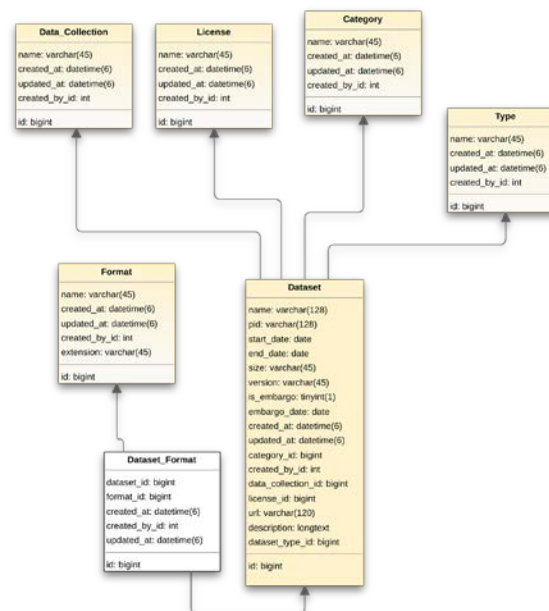 Data_Collection
name: varchar(45)
created_at: datetime(6)
updated_at: datetime(6)
created_by_id: int
id: bigint
License
name: varchar(45)
created_at: datetime(6)
updated_at: datetime(6)
created_by_id: int
id: bigint
Category
name: varchar(45)
created_at: datetime(6)
updated_at: datetime(6)
created_by_id: int
id: bigint
Type
name: varchar(45)
created_at: datetime(6)
updated_at: datetime(6)
created_by_id: int
id: bigint
Format
name: varchar(45)
created_at: datetime(6)
updated_at: datetime(6)
created_by_id: int
extension: varchar(45)
id: bigint
Dataset
name: varchar(128)
pid: varchar(128)
start_date: date
end_date: date
size: varchar(45)
version: varchar(45)
is_embargo: tinyint(1)
embargo_date: date
created_at: datetime(6)
updated_at: datetime(6)
category_id: bigint
created_by_id: int
data_collection_id: bigint
license_id: bigint
url: varchar(120)
description: longtext
dataset_type_id: bigint
id: bigint
Dataset_Format
dataset_id: bigint
format_id: bigint
created_at: datetime(6)
created_by_id: int
updated_at: datetime(6)
id: bigint